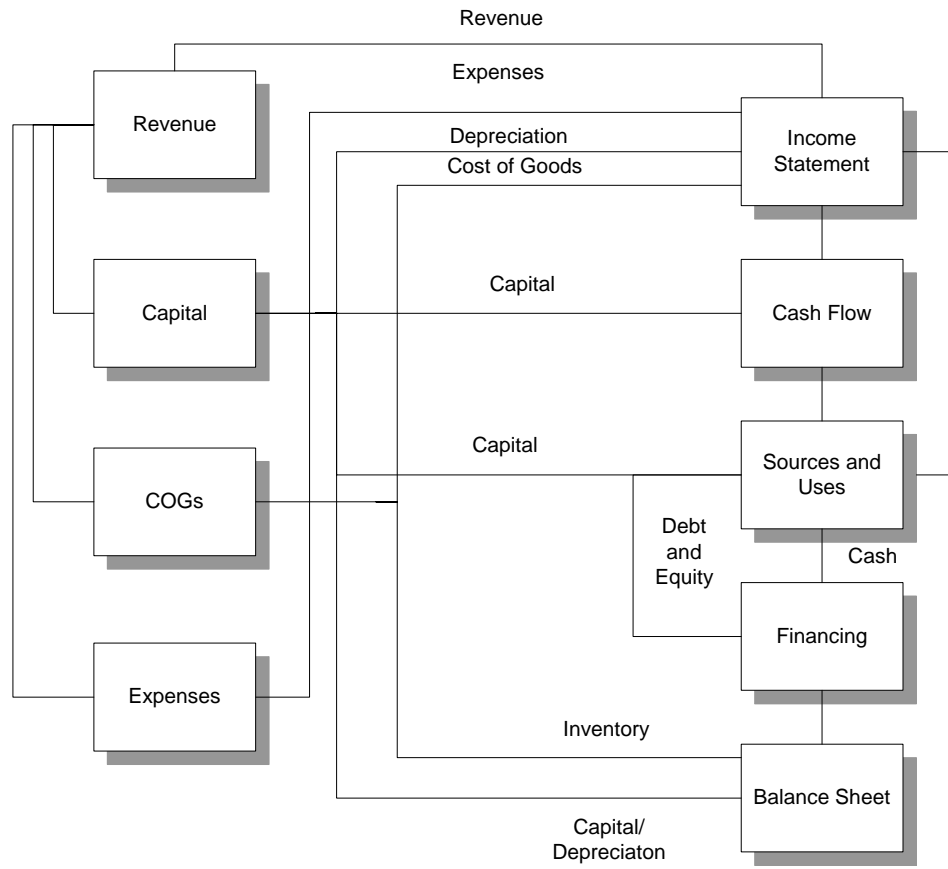 Revenue
Expenses
Revenue
Depreciation
Income
Statement
Cost of Goods
Capital
Capital
Cash Flow
Capital
Sources and
Uses
COGs
Debt
and
Equity
Cash
Financing
Expenses
Inventory
Balance Sheet
Capital/
Depreciaton